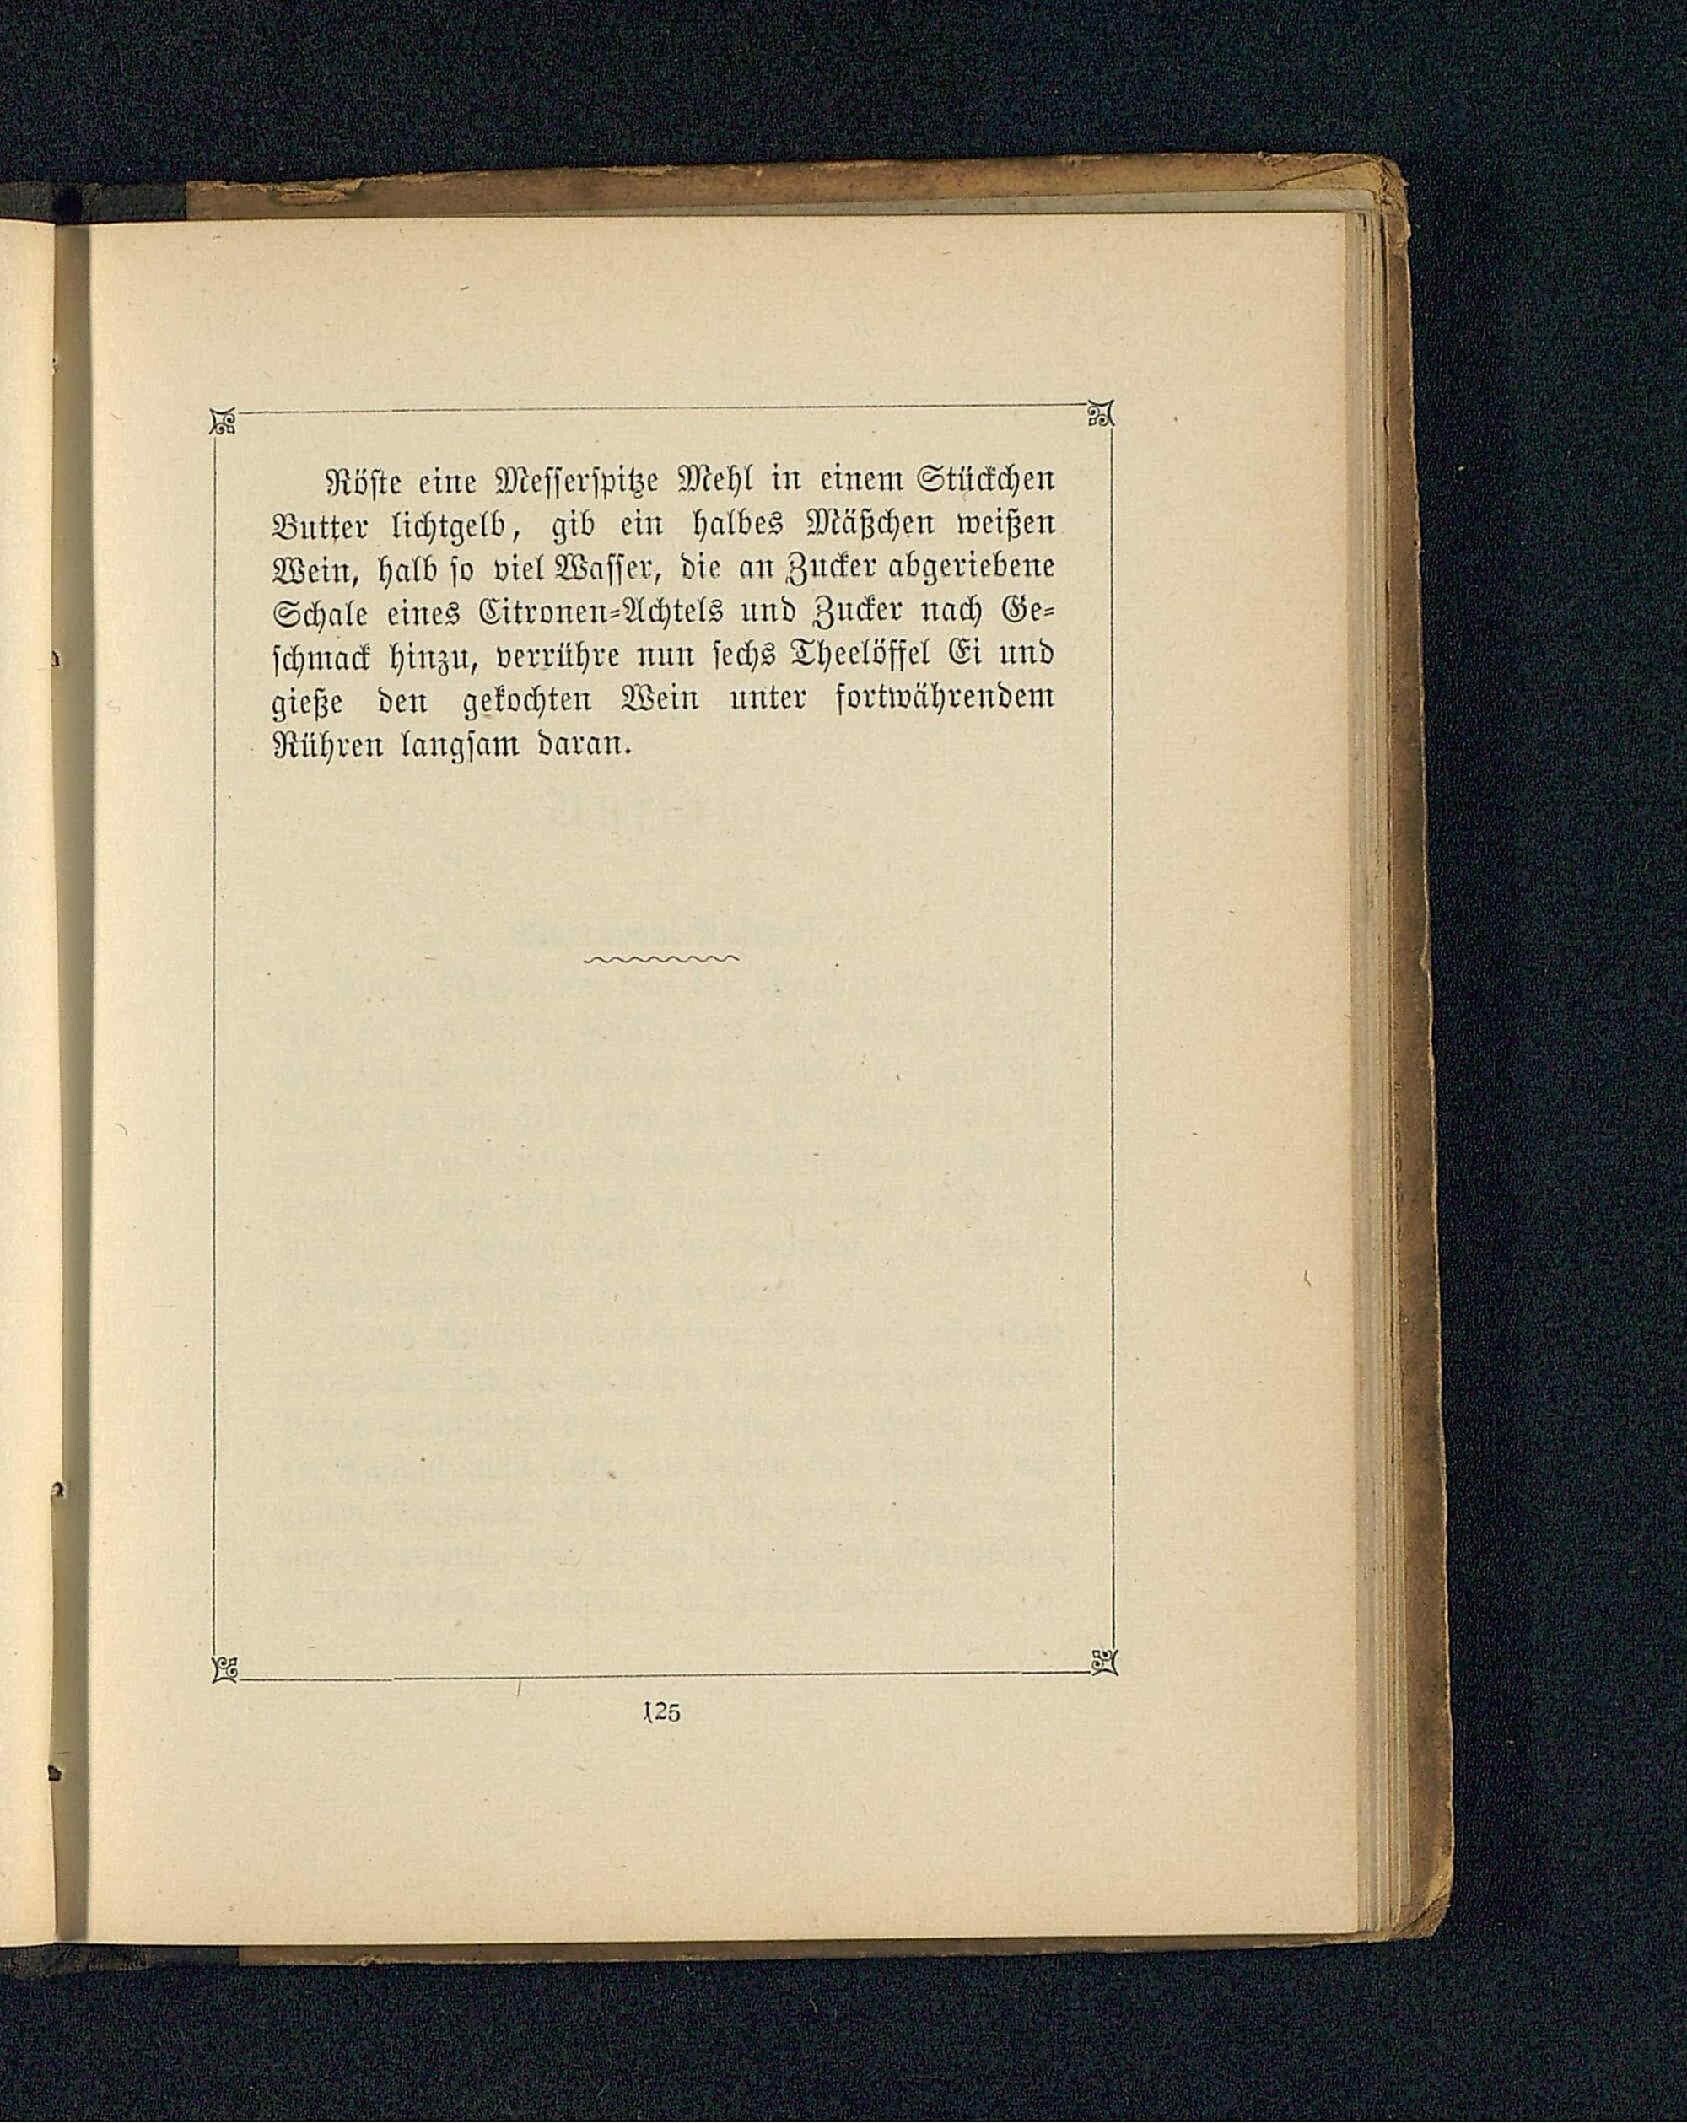 Röste eine Messerspitze Mehl in einem Stückchen
Butter lichtgelb, gib ein halbes Mäßchen weißen
Wein, halb so viel Wasser, die an Zucker abgeriebene
Schale eines Citronen-Achtels und Zucker nach Ge-
schmack hinzu, verrühre nun sechs Theelöffel Ei und
gieße den gekochten Wein unter fortwährendem
Rühren langsam daran.
125